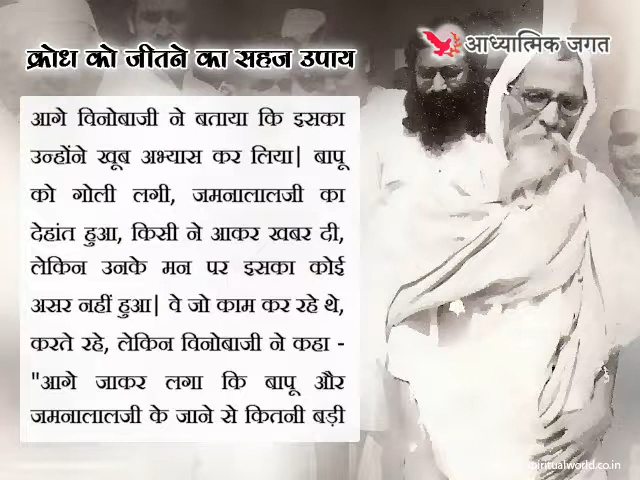 क्रोध को जीतने का सहज उपाय
आध्यात्मिक जगत
आगे विनोबाजी ने बताया कि इसका
उन्होंने खूब अभ्यास कर लिया| बापू
को गोली लगी, जमनालालजी का
देहांत हुआ, किसी ने आकर खबर दी,
लेकिन उनके मन पर इसका कोई
असर नहीं हुआ| वे जो काम कर रहे थे,
करते रहे, लेकिन विनोबाजी ने कहा -
"आगे जाकर लगा कि बापू और
जमनालालजी के जाने से कितनी बड़ी
spiritualworld.co.in